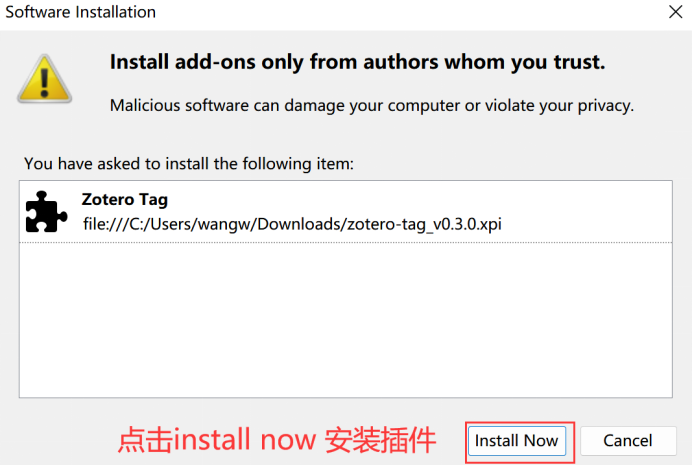 Software Installation
Install add-ons only from authors whom you trust.
Malicious software can damage your computer or violate your privacy.
You have asked to install the following item:
Zotero Tag
file:///C:/Users/wangw/Downloads/zotero-tag_v0.3.0.xpi
点击install now 安装插件
Install Now
Cancel